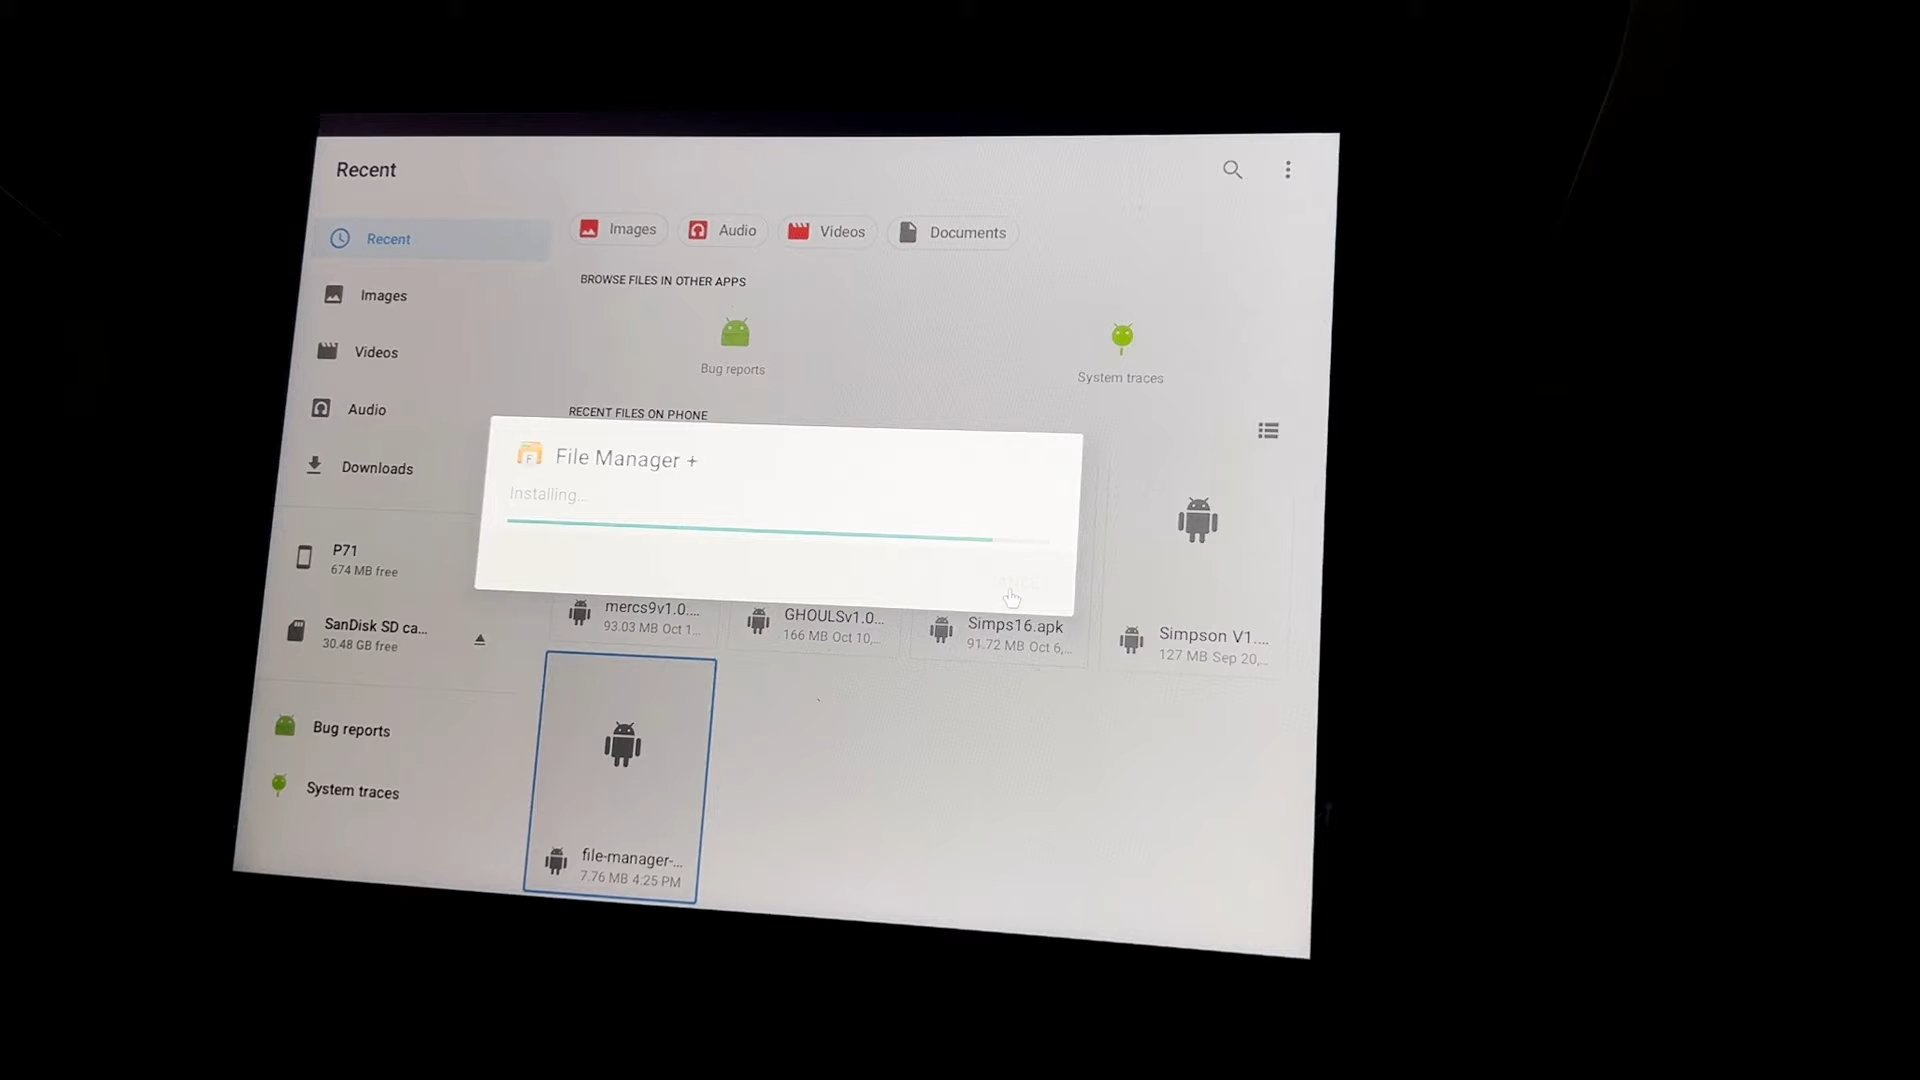 Recent
Recent
Images
Videos
Audio
Downloads
P71
674 MB free
SanDisk SD ca...
30.48 GB free
Bug reports
System traces
Images
Audio
Videos
Documents
BROWSE FILES IN OTHER APPS
Bug reports
System traces
RECENT FILES ON PHONE
File Manager +
Installing...
mercs9v1.0....
93.03 MB Oct 1...
GHOULSv1.0...
166 MB Oct 10,...
Simps16.apk
91.72 MB Oct 6,...
Simpson V1....
127 MB Sep 20,...
file-manager-...
7.76 MB 4:25 PM